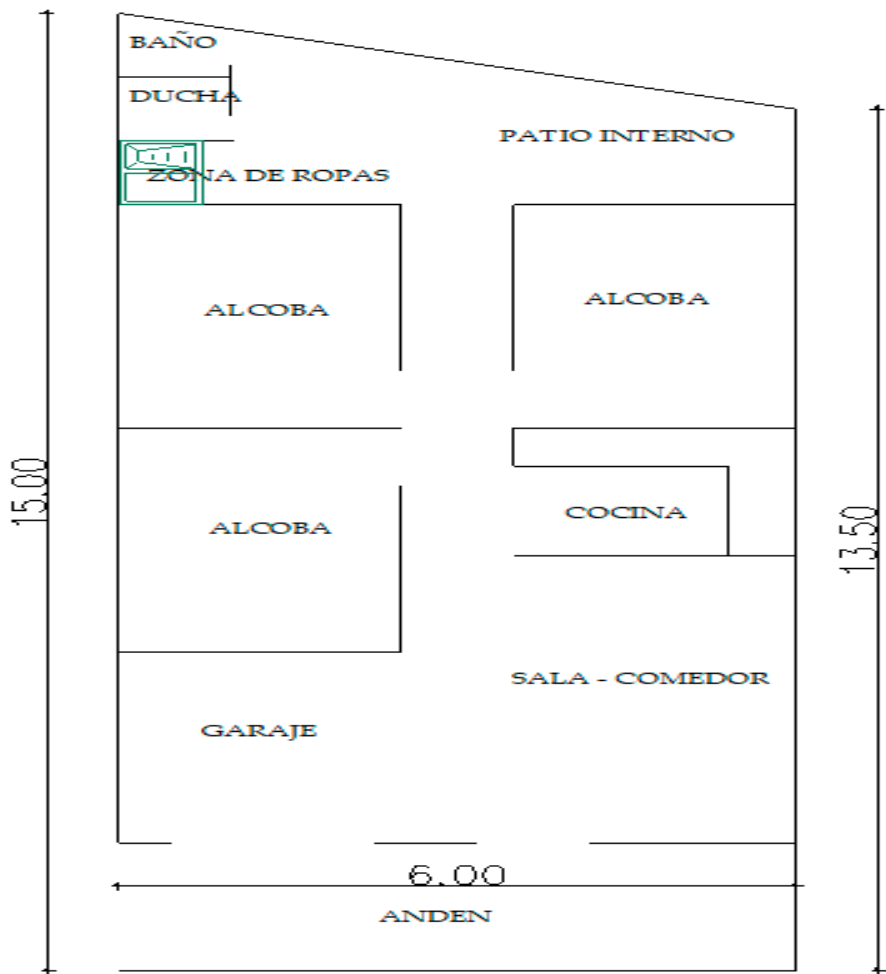 BAÑO
DUCHA
PATIO INTERNO
ZONA DE ROPAS
ALCOBA
ALCOBA
15.00
ALCOBA
COCINA
13.50
SALA - COMEDOR
GARAJE
6.00
ANDEN